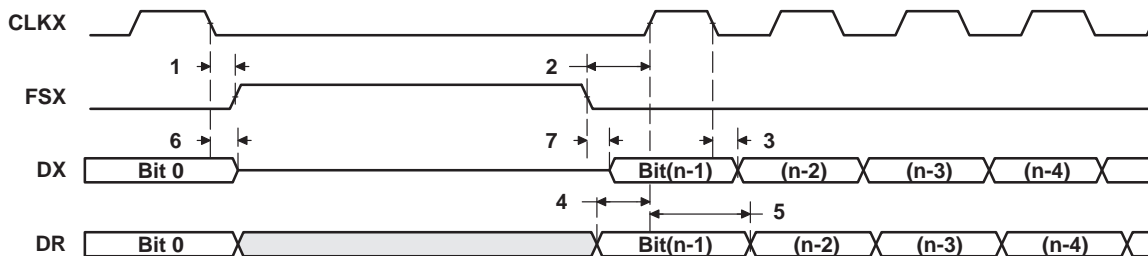 CLKX
1 2
FSX
6 7 3
DX Bit 0 Bit(n-1) (n-2) (n-3) (n-4)
4 5
DR Bit 0 Bit(n-1) (n-2) (n-3) (n-4)